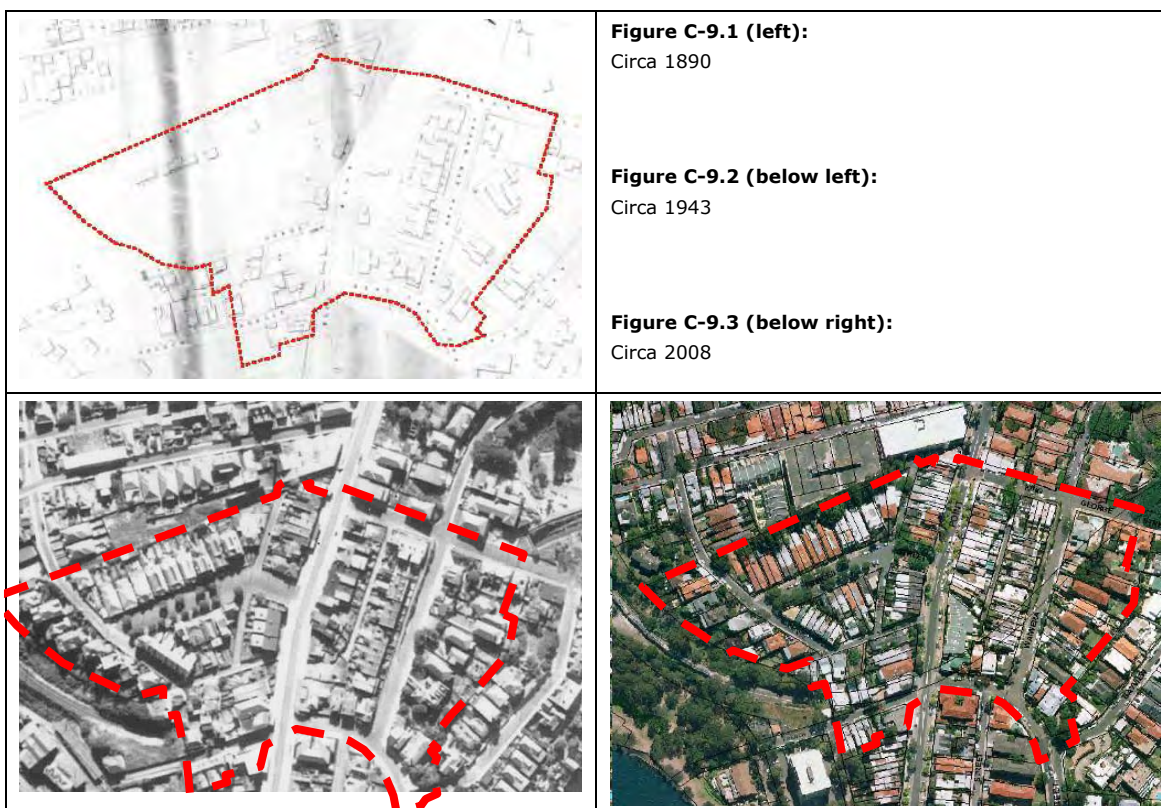 Figure C-9.1 (left):
Circa 1890
Figure C-9.2 (below left):
Circa 1943
Figure C-9.3 (below right):
Circa 2008
GEORGE